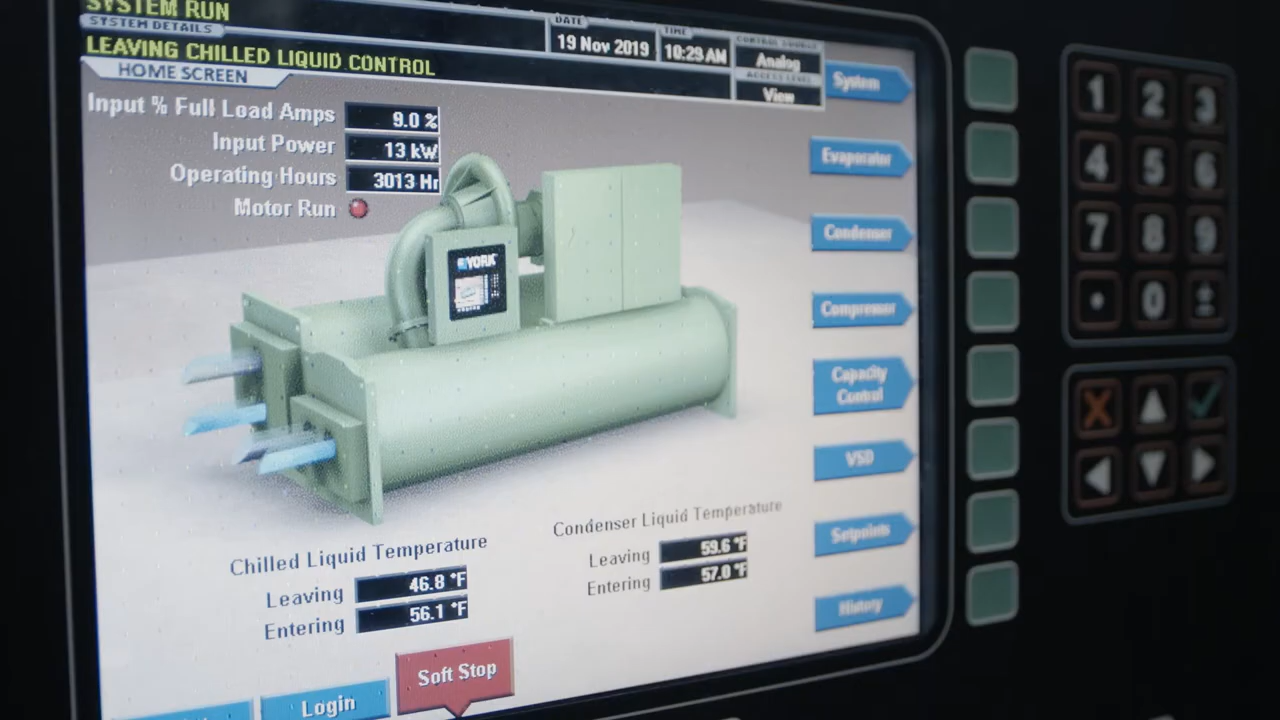 SYSTEM RUN
SYSTEM DETAILS
LEAVING CHILLED LIQUID CONTROL
HOME SCREEN
DATE
19 Nov 2019
TIME
10:29 AM
CONTROL SOURCE
Analog
ACCESS LEVEL
View
Input % Full Load Amps 9.0 %
Input Power 13 kW
Operating Hours 3013 Hr
Motor Run
YORK
System
Evaporator
Condenser
Compressor
Capacity
Control
VSD
Setpoints
History
Chilled Liquid Temperature
Leaving 46.8 °F
Entering 56.1 °F
Condenser Liquid Temperature
Leaving 59.6 °F
Entering 57.0 °F
Login
Soft Stop
1 2 3
4 5 6
7 8 9
. 0 ±